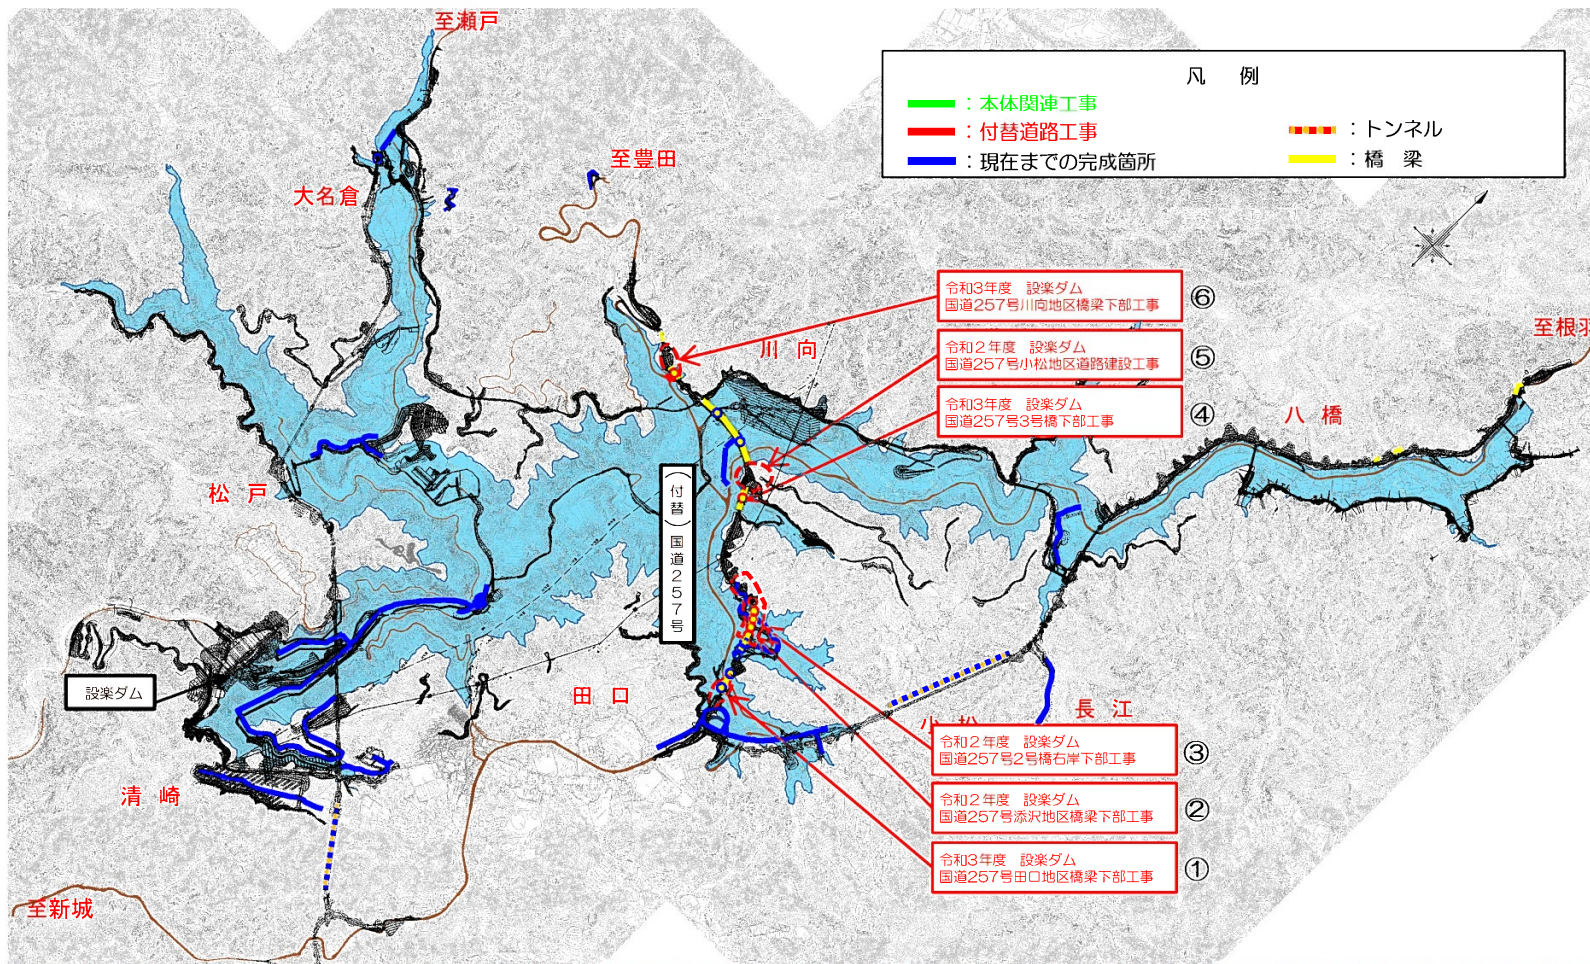 至瀬戸
凡　例
：本体関連工事
：付替道路工事
：トンネル
：現在までの完成箇所
：橋　梁
至豊田
大名倉
令和3年度　設楽ダム
国道257号川向地区橋梁下部工事
⑥
川　向
令和２年度　設楽ダム
国道257号小松地区道路建設工事
⑤
令和3年度　設楽ダム
国道257号3号橋下部工事
④
八　橋
松　戸
（付替）国道２５７号
設楽ダム
田　口
長　江
小　松
令和２年度　設楽ダム
国道257号2号橋右岸下部工事
③
清　崎
令和２年度　設楽ダム
国道257号添沢地区橋梁下部工事
②
令和3年度　設楽ダム
国道257号田口地区橋梁下部工事
①
至新城